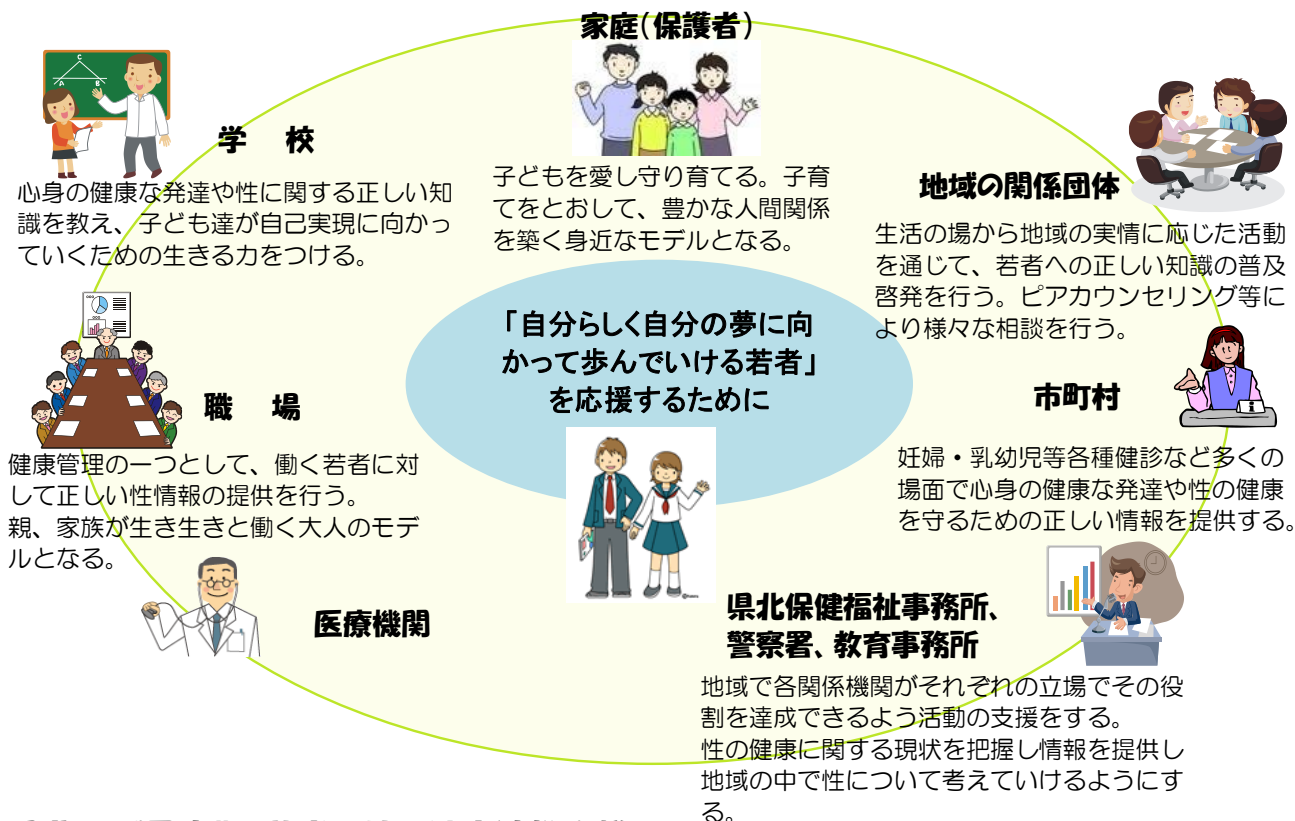 家庭(保護者)
子どもを愛し守り育てる。子育
てをとおして、豊かな人間関係
を築く身近なモデルとなる。
学　校
心身の健康な発達や性に関する正しい知
識を教え、子ども達が自己実現に向かっ
ていくための生きる力をつける。
地域の関係団体
生活の場から地域の実情に応じた活動
を通じて、若者への正しい知識の普及
啓発を行う。ピアカウンセリング等に
より様々な相談を行う。
「自分らしく自分の夢に向
かって歩んでいける若者」
を応援するために
職　場
健康管理の一つとして、働く若者に対
して正しい性情報の提供を行う。
親、家族が生き生きと働く大人のモデ
ルとなる。
市町村
妊婦・乳幼児等各種健診など多くの
場面で心身の健康な発達や性の健康
を守るための正しい情報を提供する。
医療機関
県北保健福祉事務所、
警察署、教育事務所
地域で各関係機関がそれぞれの立場でその役
割を達成できるよう活動の支援をする。
性の健康に関する現状を把握し情報を提供し
地域の中で性について考えていけるようにす
る。